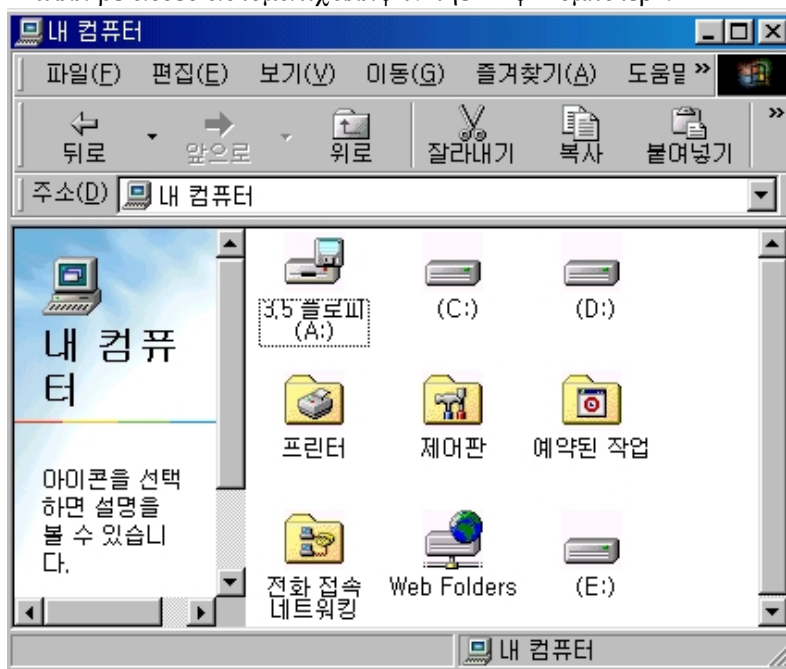 내 컴퓨터
파일(F) 편집(E) 보기(V) 이동(G) 즐겨찾기(A) 도움말 »
뒤로 앞으로 위로 잘라내기 복사 붙여넣기 »
주소(D) 내 컴퓨터
내 컴퓨
터
아이콘을 선택
하면 설명을
볼 수 있습니
다.
3.5 플로피
(A:)
(C:)
(D:)
프린터
제어판
예약된 작업
전화 접속
네트워킹
Web Folders
(E:)
내 컴퓨터